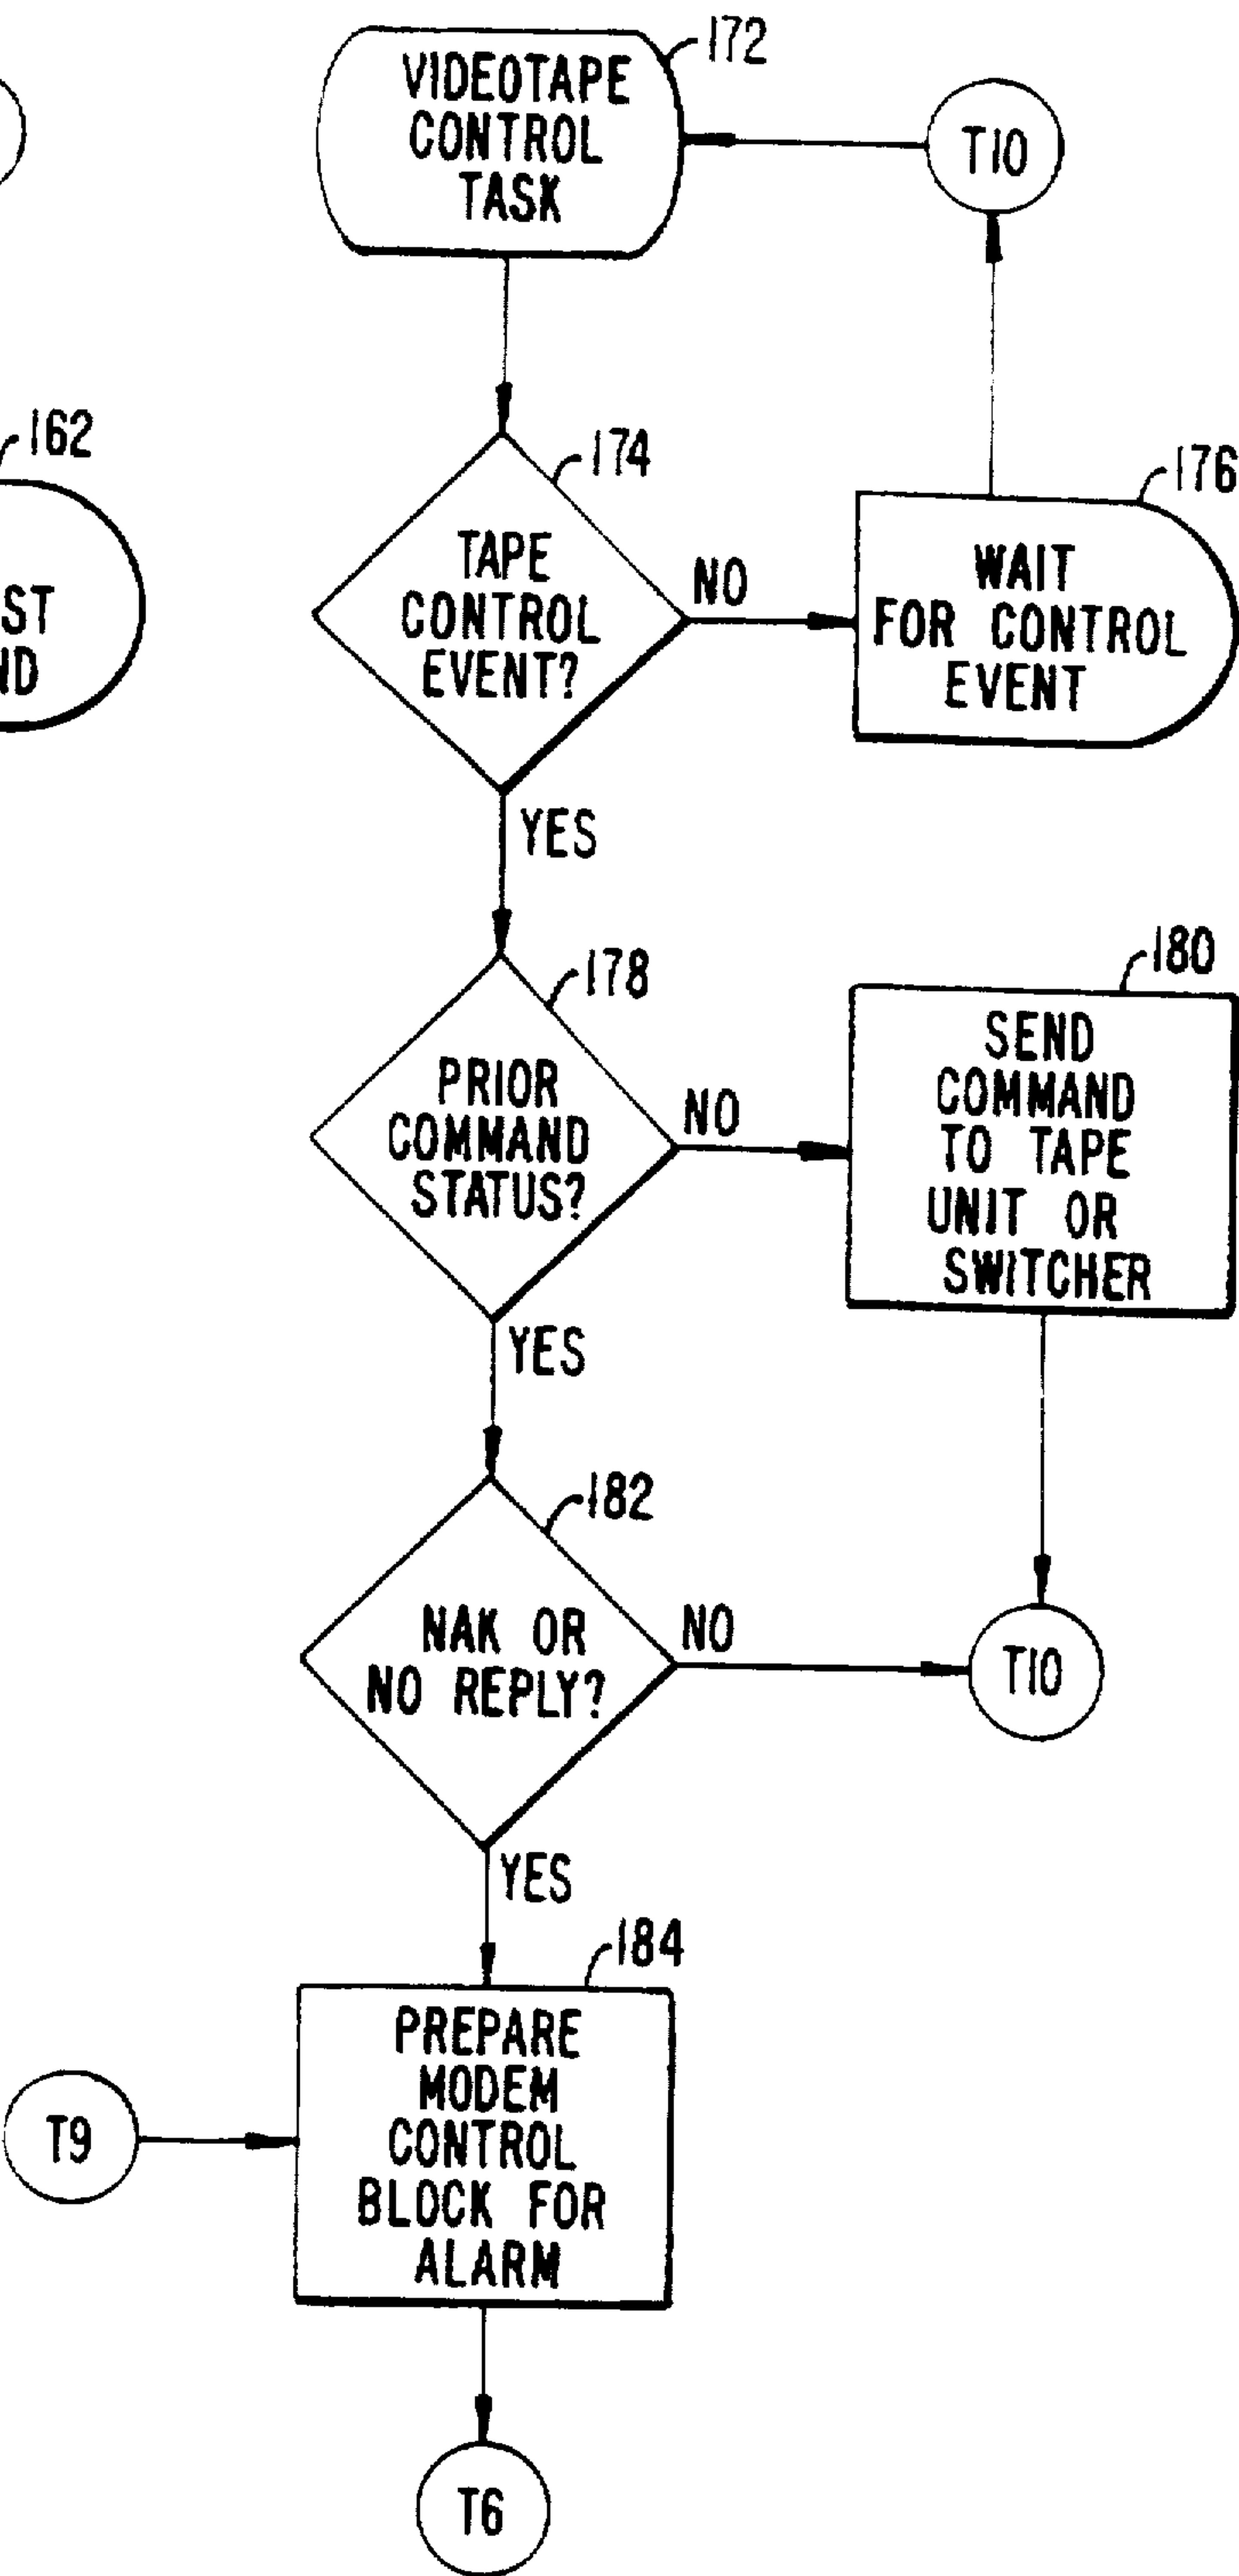 172
VIDEOTAPE
CONTROL
TASK
T10
162
ST
ND
174
TAPE
CONTROL
EVENT?
NO
176
WAIT
FOR CONTROL
EVENT
YES
178
PRIOR
COMMAND
STATUS?
NO
180
SEND
COMMAND
TO TAPE
UNIT OR
SWITCHER
YES
182
NAK OR
NO REPLY?
NO
T10
YES
184
PREPARE
MODEM
CONTROL
BLOCK FOR
ALARM
T9
T6